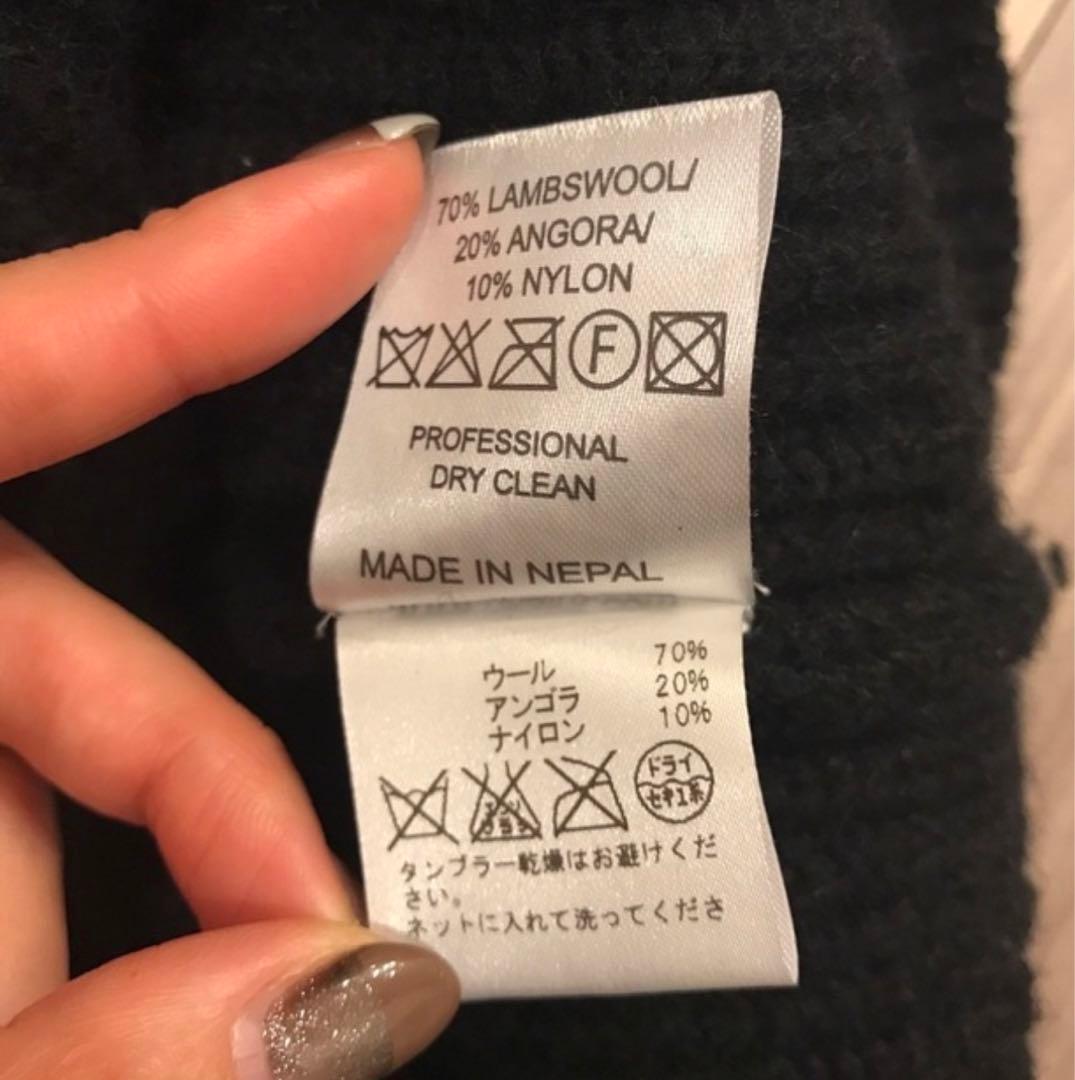 70% LAMBSWOOL/
20% ANGORA/
10% NYLON
F
PROFESSIONAL
DRY CLEAN
MADE IN NEPAL
ウール 70%
アンゴラ 20%
ナイロン 10%
ドライ
セキユ系
タンブラー乾燥はお避けくだ
さい。
ネットに入れて洗ってくださ